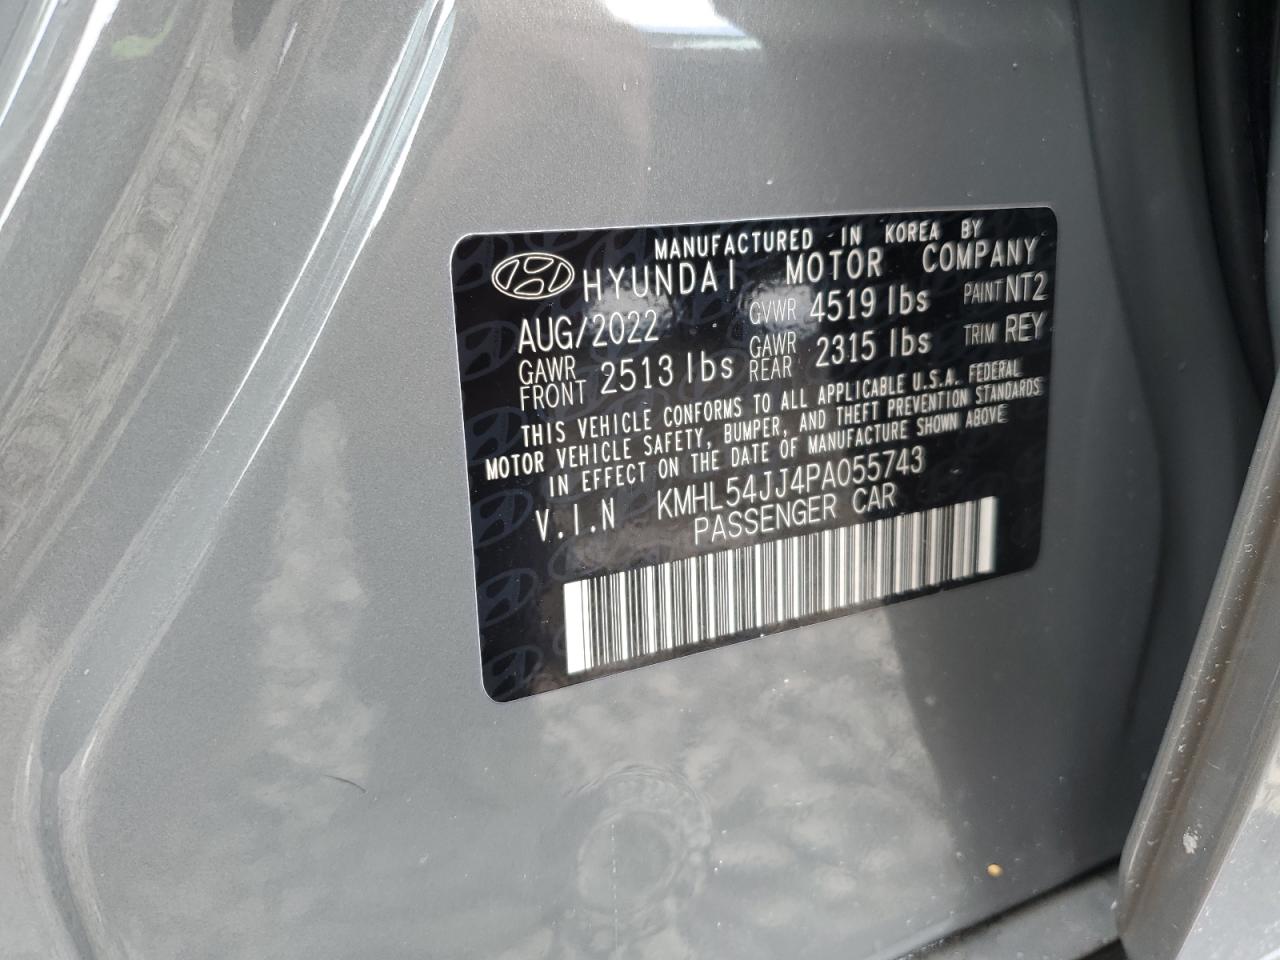 MANUFACTURED IN KOREA BY
HYUNDAI MOTOR COMPANY
AUG/2022 GVWR 4519 lbs PAINT NT2
GAWR FRONT 2513 lbs GAWR REAR 2315 lbs TRIM REY
THIS VEHICLE CONFORMS TO ALL APPLICABLE U.S.A. FEDERAL
MOTOR VEHICLE SAFETY, BUMPER, AND THEFT PREVENTION STANDARDS
IN EFFECT ON THE DATE OF MANUFACTURE SHOWN ABOVE
V.I.N KMHL54JJ4PA055743
PASSENGER CAR